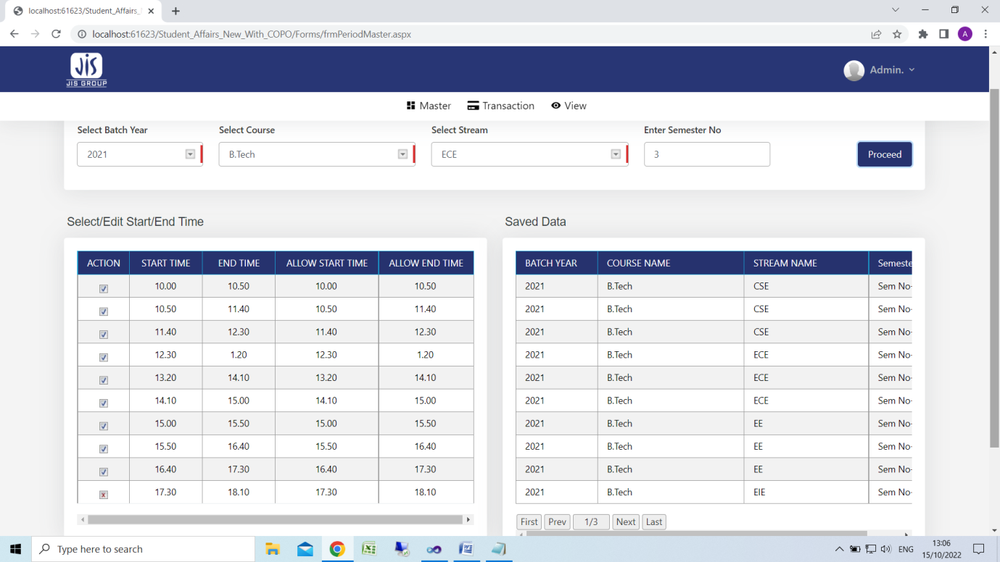 localhost:61623/Student_Affairs_
localhost:61623/Student_Affairs_New_With_COPO/Forms/frmPeriodMaster.aspx
A
JIS
JIS GROUP
Admin.
Master Transaction View
Select Batch Year Select Course Select Stream Enter Semester No
2021 B.Tech ECE 3 Proceed
Select/Edit Start/End Time Saved Data
ACTION START TIME END TIME ALLOW START TIME ALLOW END TIME
10.00 10.50 10.00 10.50
10.50 11.40 10.50 11.40
11.40 12.30 11.40 12.30
12.30 1.20 12.30 1.20
13.20 14.10 13.20 14.10
14.10 15.00 14.10 15.00
15.00 15.50 15.00 15.50
15.50 16.40 15.50 16.40
16.40 17.30 16.40 17.30
17.30 18.10 17.30 18.10
BATCH YEAR COURSE NAME STREAM NAME Semeste
2021 B.Tech CSE Sem No-
2021 B.Tech CSE Sem No-
2021 B.Tech CSE Sem No-
2021 B.Tech ECE Sem No-
2021 B.Tech ECE Sem No-
2021 B.Tech ECE Sem No-
2021 B.Tech EE Sem No-
2021 B.Tech EE Sem No-
2021 B.Tech EE Sem No-
2021 B.Tech EIE Sem No-
First Prev 1/3 Next Last
Type here to search
ENG
13:06
15/10/2022